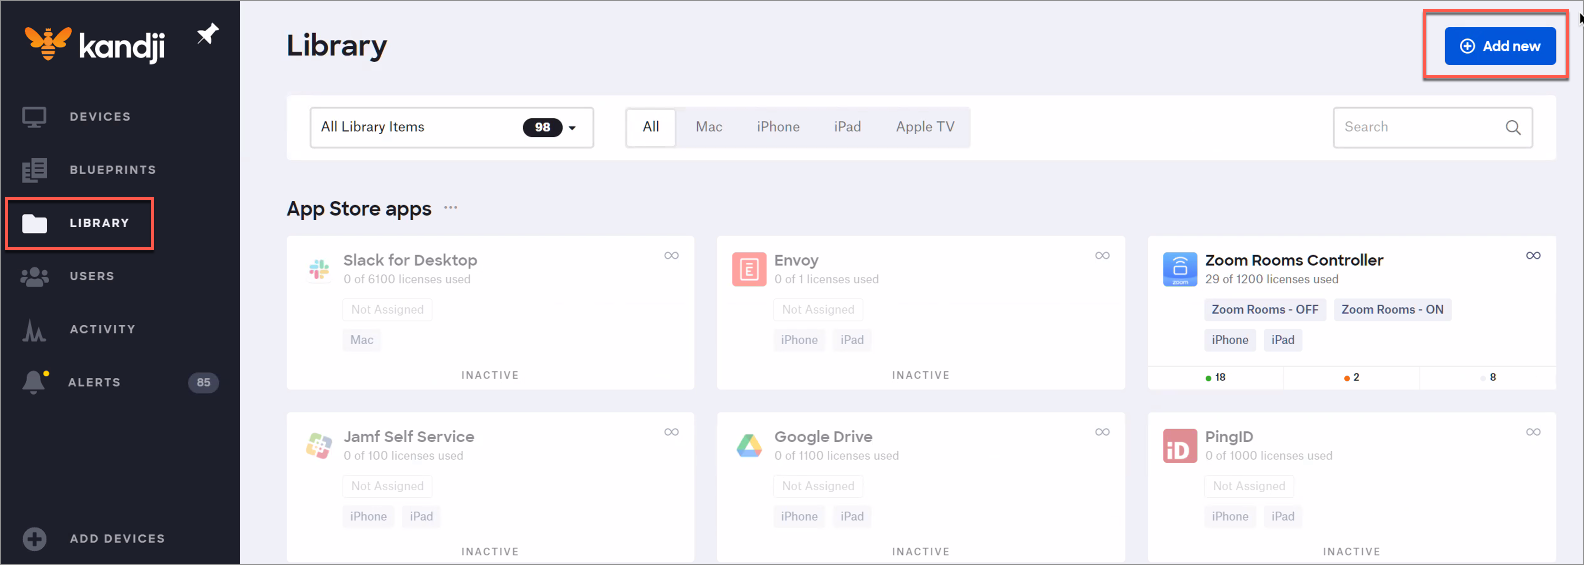 kandji
DEVICES
BLUEPRINTS
LIBRARY
USERS
ACTIVITY
ALERTS 85
ADD DEVICES
Library
Add new
All Library Items 98
All Mac iPhone iPad Apple TV
Search
App Store apps ...
Slack for Desktop
0 of 6100 licenses used
Not Assigned
Mac
INACTIVE
Envoy
0 of 1 licenses used
Not Assigned
iPhone iPad
INACTIVE
Zoom Rooms Controller
zoom
29 of 1200 licenses used
Zoom Rooms - OFF Zoom Rooms - ON
iPhone iPad
18 2 8
Jamf Self Service
0 of 100 licenses used
Not Assigned
iPhone iPad
INACTIVE
Google Drive
0 of 1100 licenses used
Not Assigned
iPhone iPad
INACTIVE
iD
PingID
0 of 1000 licenses used
Not Assigned
iPhone iPad
INACTIVE